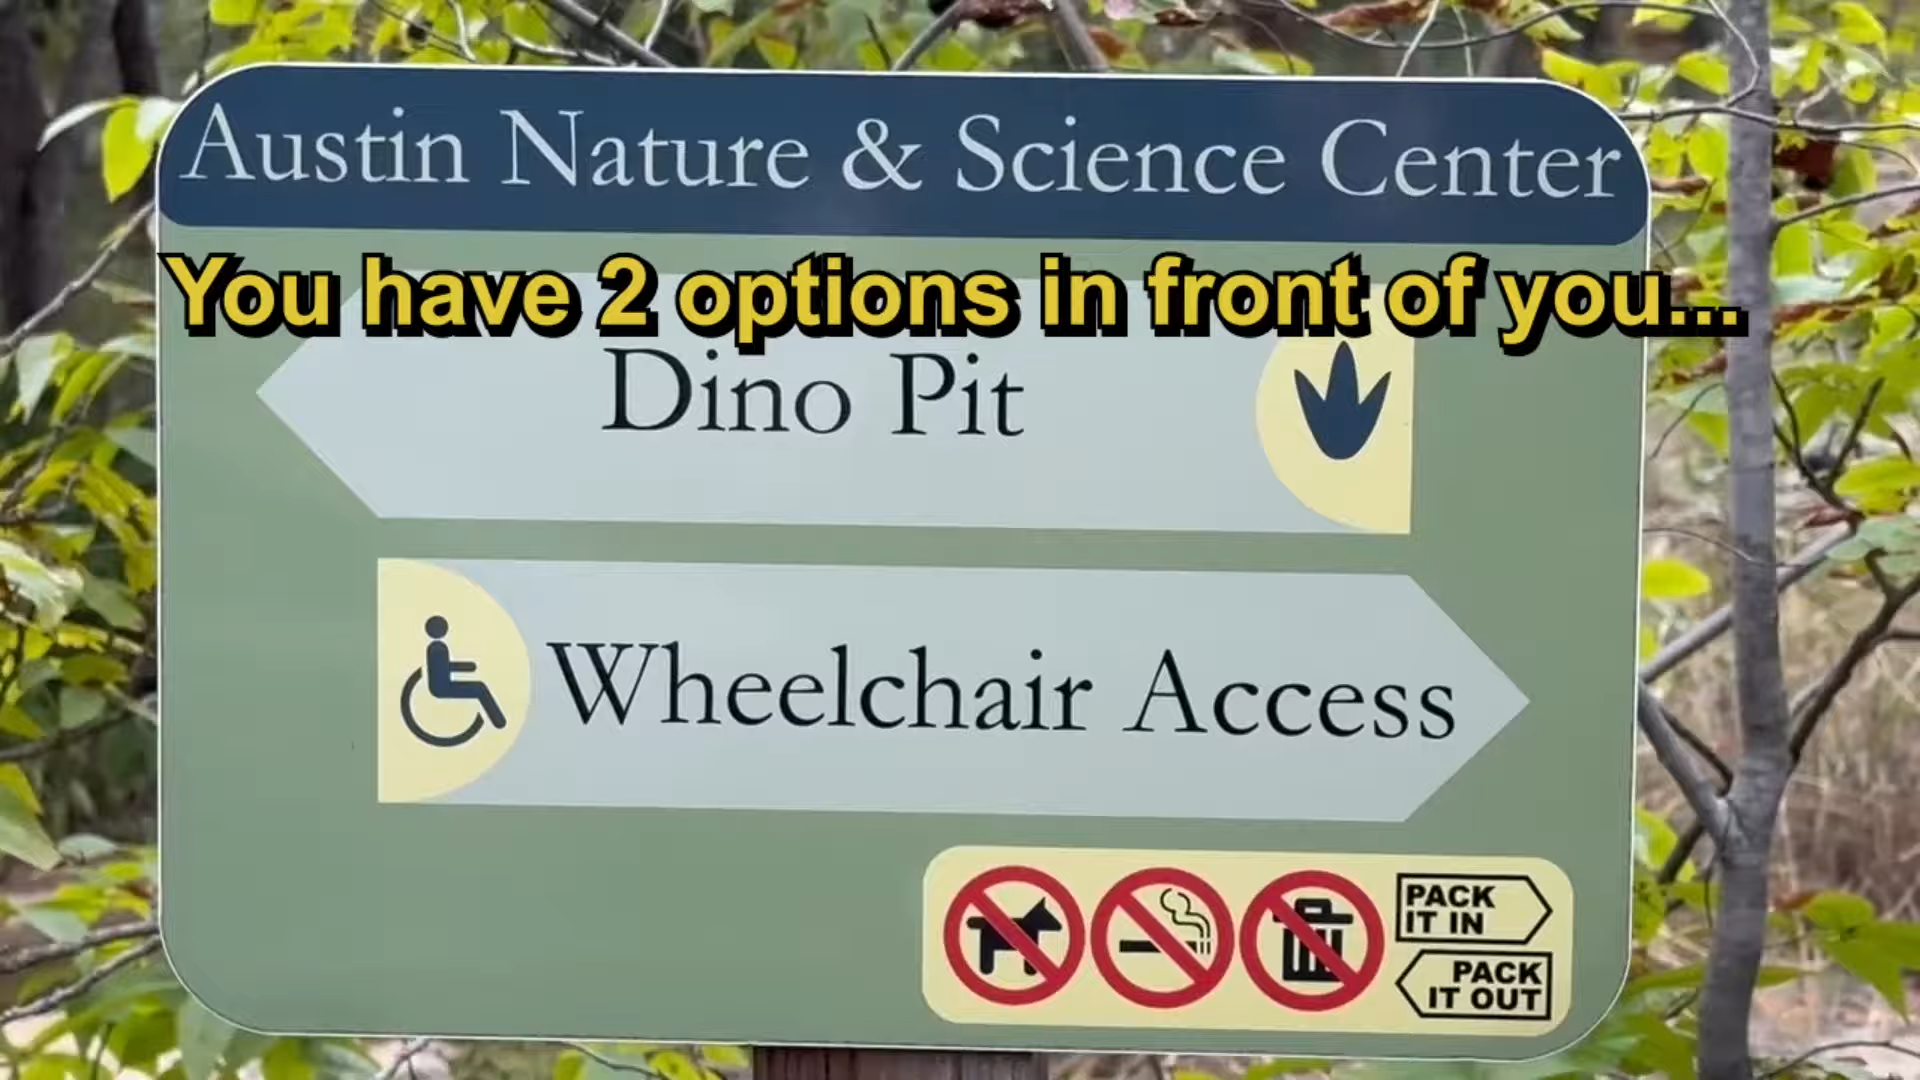 Austin Nature & Science Center
You have 2 options in front of you...
Dino Pit
Wheelchair Access
PACK
IT IN
PACK
IT OUT